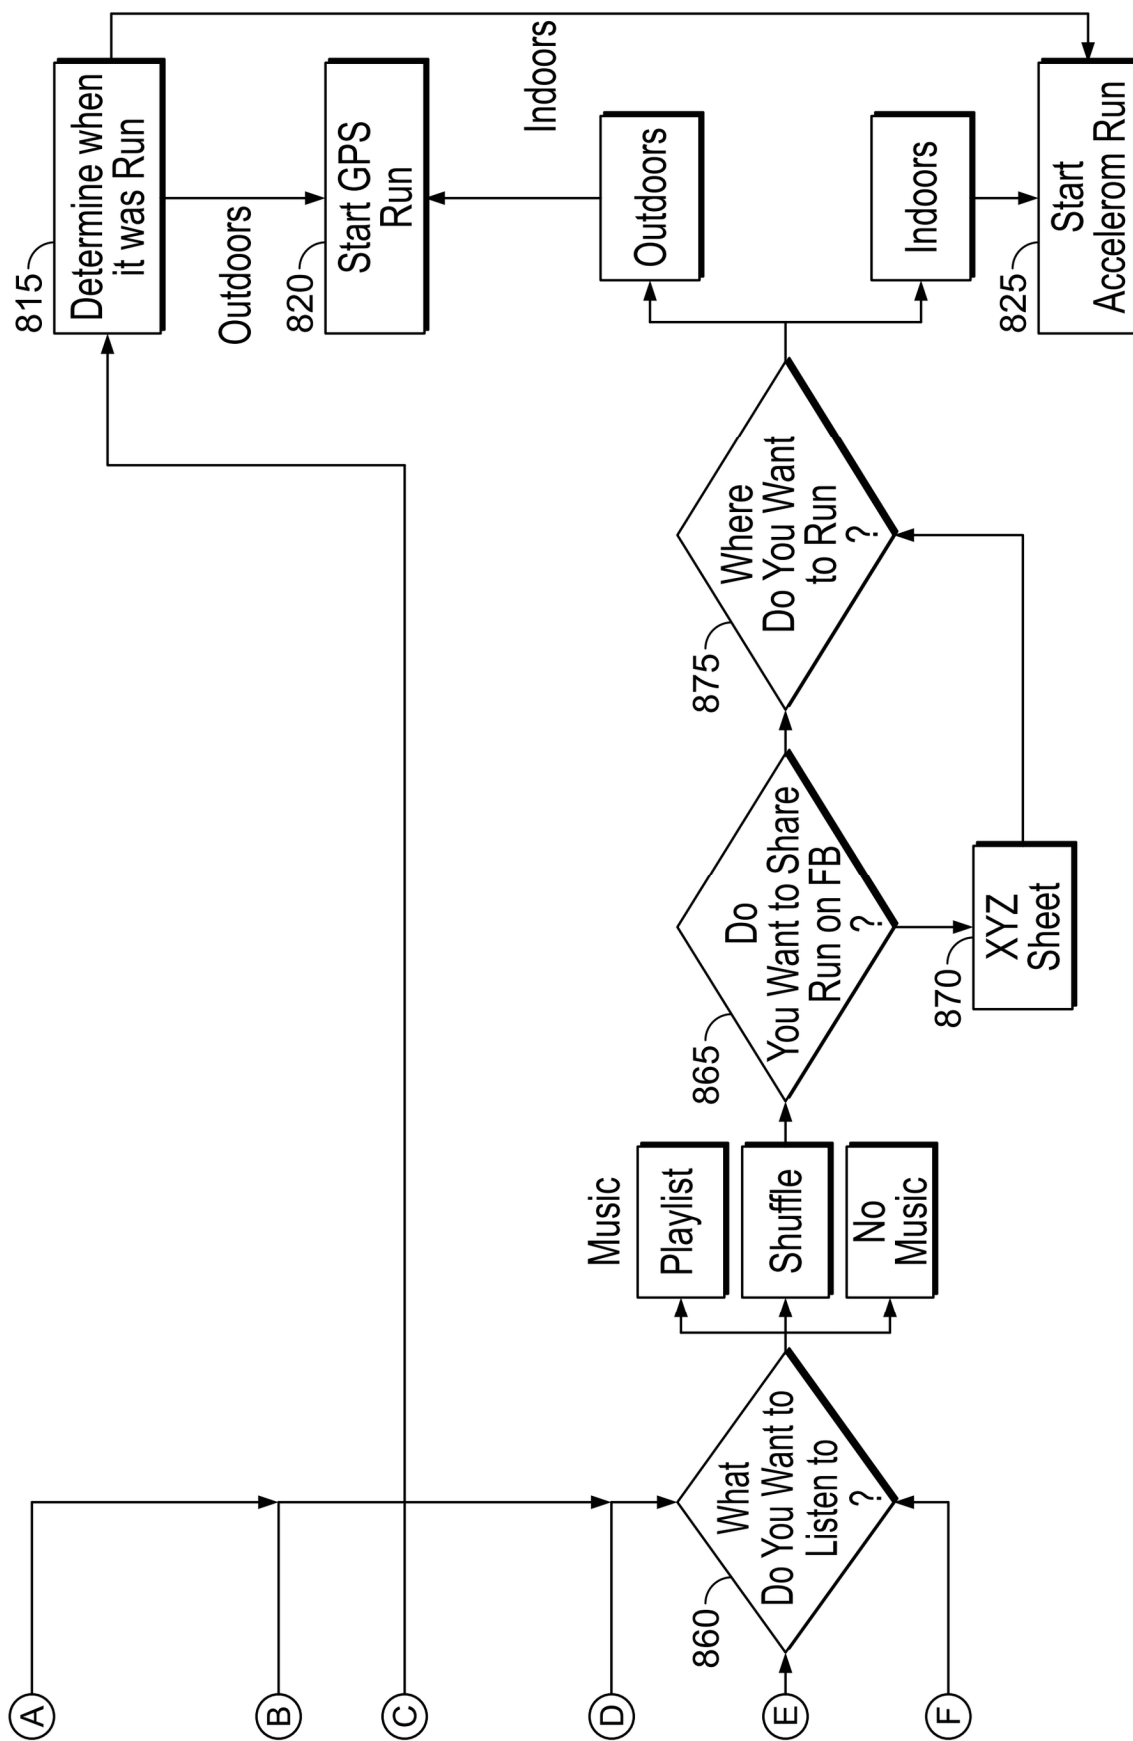 A
B
C
D
E
F
815
Determine when
it was Run
Outdoors
820
Start GPS
Run
Indoors
860
What
Do You Want to
Listen to
?
Music
Playlist
Shuffle
No
Music
865
Do
You Want to Share
Run on FB
?
870
XYZ
Sheet
875
Where
Do You Want
to Run
?
Outdoors
Indoors
825
Start
Accelerom Run